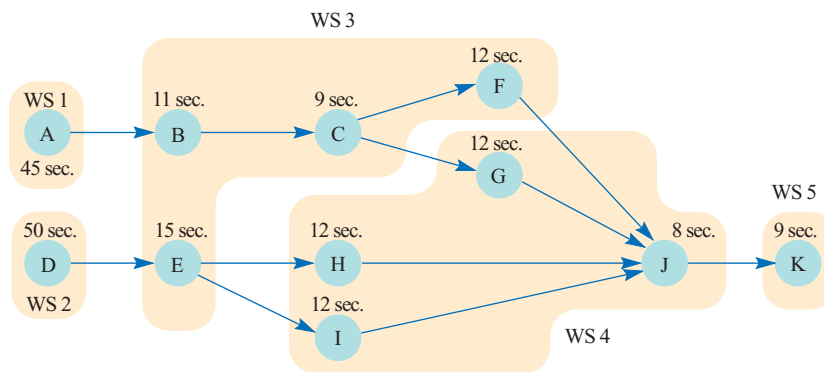 WS 3
12 sec.
F
WS 1
11 sec.
9 sec.
A
B
C
12 sec.
G
45 sec.
WS 5
50 sec.
15 sec.
12 sec.
8 sec.
9 sec.
D
E
H
J
K
WS 2
12 sec.
I
WS 4